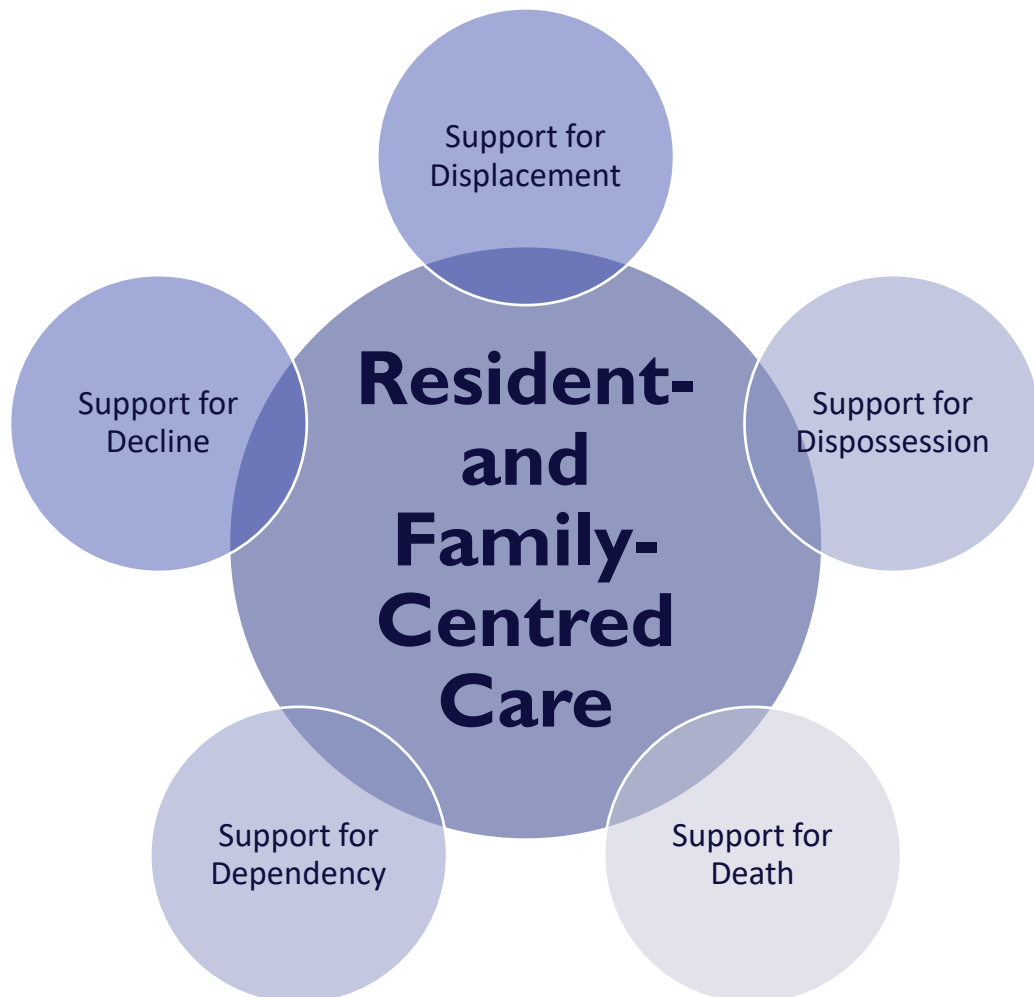 Support for
Displacement
Resident-
and
Family-
Centred
Care
Support for
Decline
Support for
Dispossession
Support for
Dependency
Support for
Death